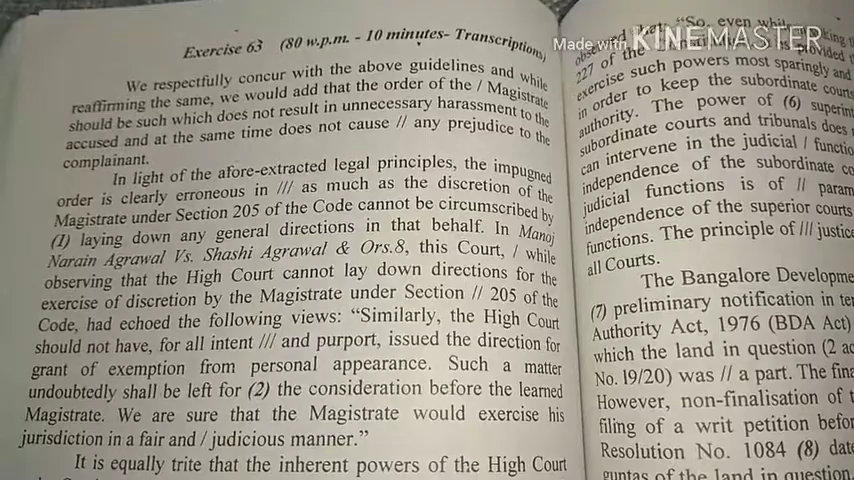 Exercise 63 (80 w.p.m. - 10 minutes- Transcriptions)
We respectfully concur with the above guidelines and while
reaffirming the same, we would add that the order of the / Magistrate
should be such which does not result in unnecessary harassment to the
accused and at the same time does not cause // any prejudice to the
complainant.
In light of the afore-extracted legal principles, the impugned
order is clearly erroneous in /// as much as the discretion of the
Magistrate under Section 205 of the Code cannot be circumscribed by
(1) laying down any general directions in that behalf. In Manoj
Narain Agrawal Vs. Shashi Agrawal & Ors.8, this Court, / while
observing that the High Court cannot lay down directions for the
exercise of discretion by the Magistrate under Section // 205 of the
Code, had echoed the following views: “Similarly, the High Court
should not have, for all intent /// and purport, issued the direction for
grant of exemption from personal appearance. Such a matter
undoubtedly shall be left for (2) the consideration before the learned
Magistrate. We are sure that the Magistrate would exercise his
jurisdiction in a fair and / judicious manner.”
It is equally trite that the inherent powers of the High Court
Made with KINEMASTER
“So, even
227 of the is provided
exercise such powers most sparingly and
in order to keep the subordinate courts
authority. The power of (6)
subordinate courts and tribunals does
can intervene in the judicial /
independence of the subordinate
judicial functions is of //
independence of the superior courts
functions. The principle of /// justice
all Courts.
The Bangalore
(7) preliminary notification in
Authority Act, 1976 (BDA Act)
which the land in question (2
No. 19/20) was // a part. The
However, non-finalisation of
filing of a writ petition
Resolution No. 1084 (8)
guntas of the land in question.